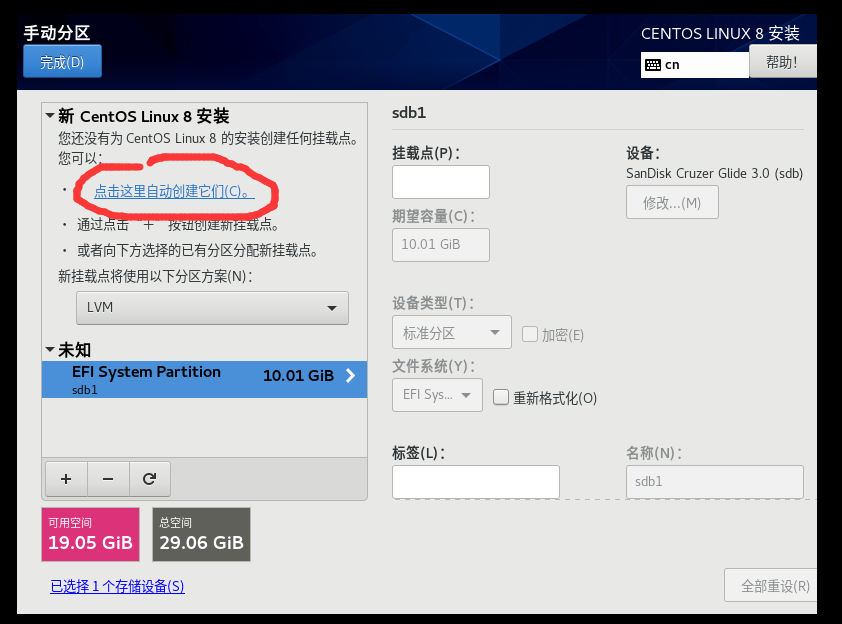 手动分区
CENTOS LINUX 8 安装
完成(D)
cn
帮助!
新 CentOS Linux 8 安装
您还没有为 CentOS Linux 8 的安装创建任何挂载点。
您可以：
· 点击这里自动创建它们(C)。
· 通过点击 “+” 按钮创建新挂载点。
· 或者向下方选择的已有分区分配新挂载点。
新挂载点将使用以下分区方案(N)：
LVM
未知
EFI System Partition 10.01 GiB
sdb1
+ −
可用空间
19.05 GiB
总空间
29.06 GiB
已选择 1 个存储设备(S)
sdb1
挂载点(P)：
设备：
SanDisk Cruzer Glide 3.0 (sdb)
修改...(M)
期望容量(C)：
10.01 GiB
设备类型(T)：
标准分区
加密(E)
文件系统(Y)：
EFI Sys...
重新格式化(O)
标签(L)：
名称(N)：
sdb1
全部重设(R)